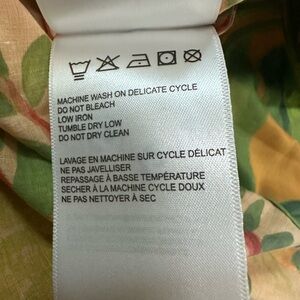 MACHINE WASH ON DELICATE CYCLE
DO NOT BLEACH
LOW IRON
TUMBLE DRY LOW
DO NOT DRY CLEAN
LAVAGE EN MACHINE SUR CYCLE DÉLICAT
NE PAS JAVELLISER
REPASSAGE À BASSE TEMPÉRATURE
SECHER À LA MACHINE CYCLE DOUX
NE PAS NETTOYER À SEC